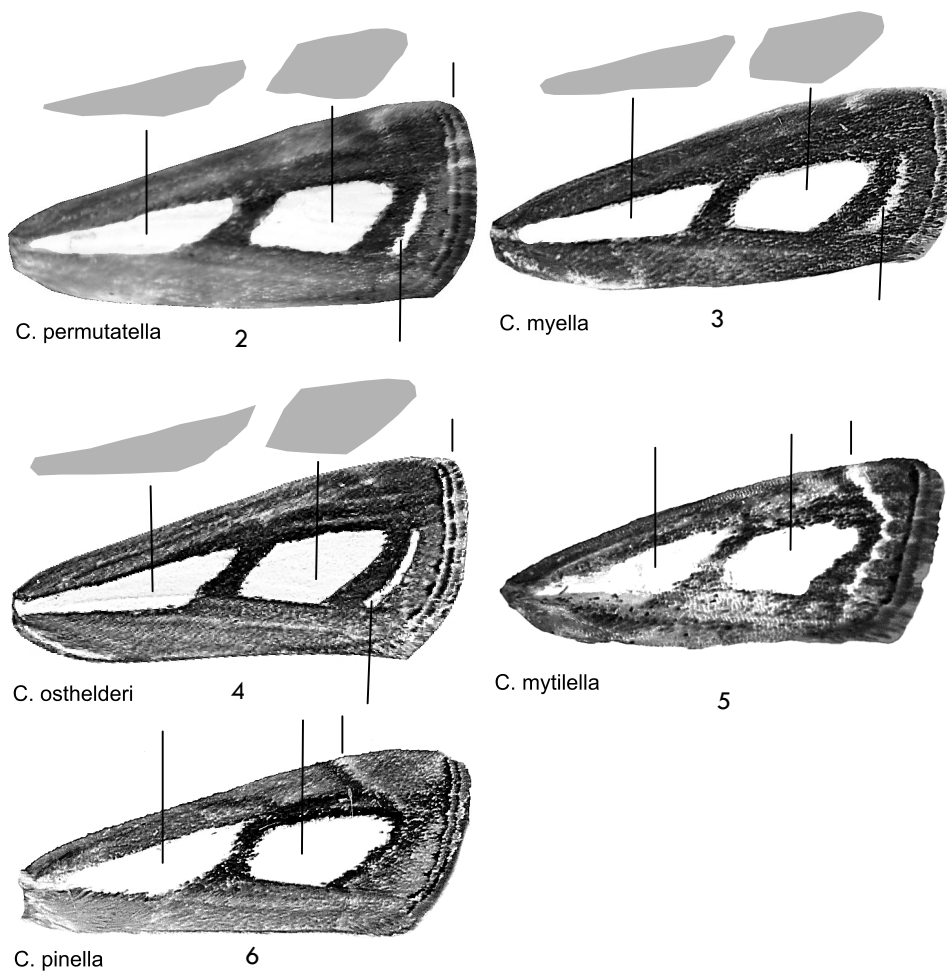 C. permutatella
2
C. myella
3
C. osthelderi
4
C. mytilella
5
C. pinella
6